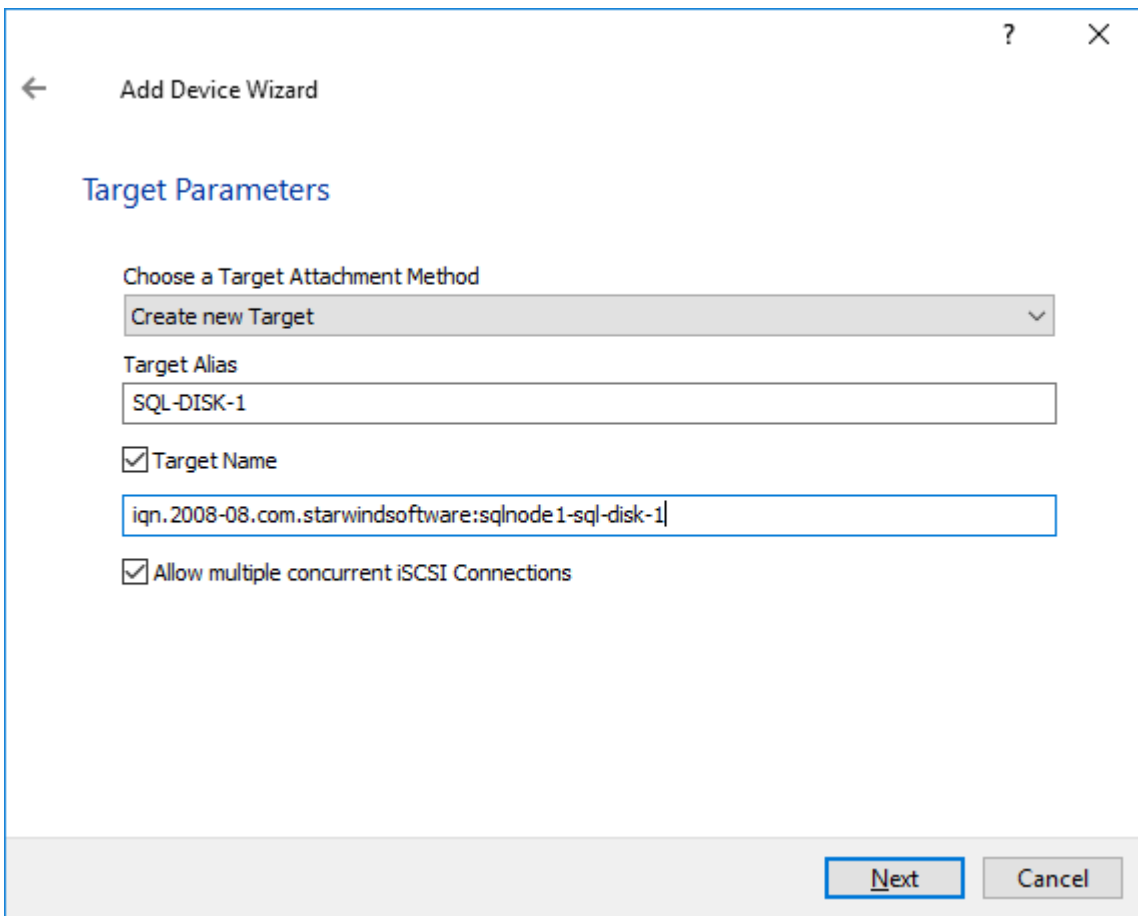 ?
Add Device Wizard
Target Parameters
Choose a Target Attachment Method
Create new Target
Target Alias
SQL-DISK-1
Target Name
iqn.2008-08.com.starwindsoftware:sqlnode1-sql-disk-1
Allow multiple concurrent iSCSI Connections
Next Cancel